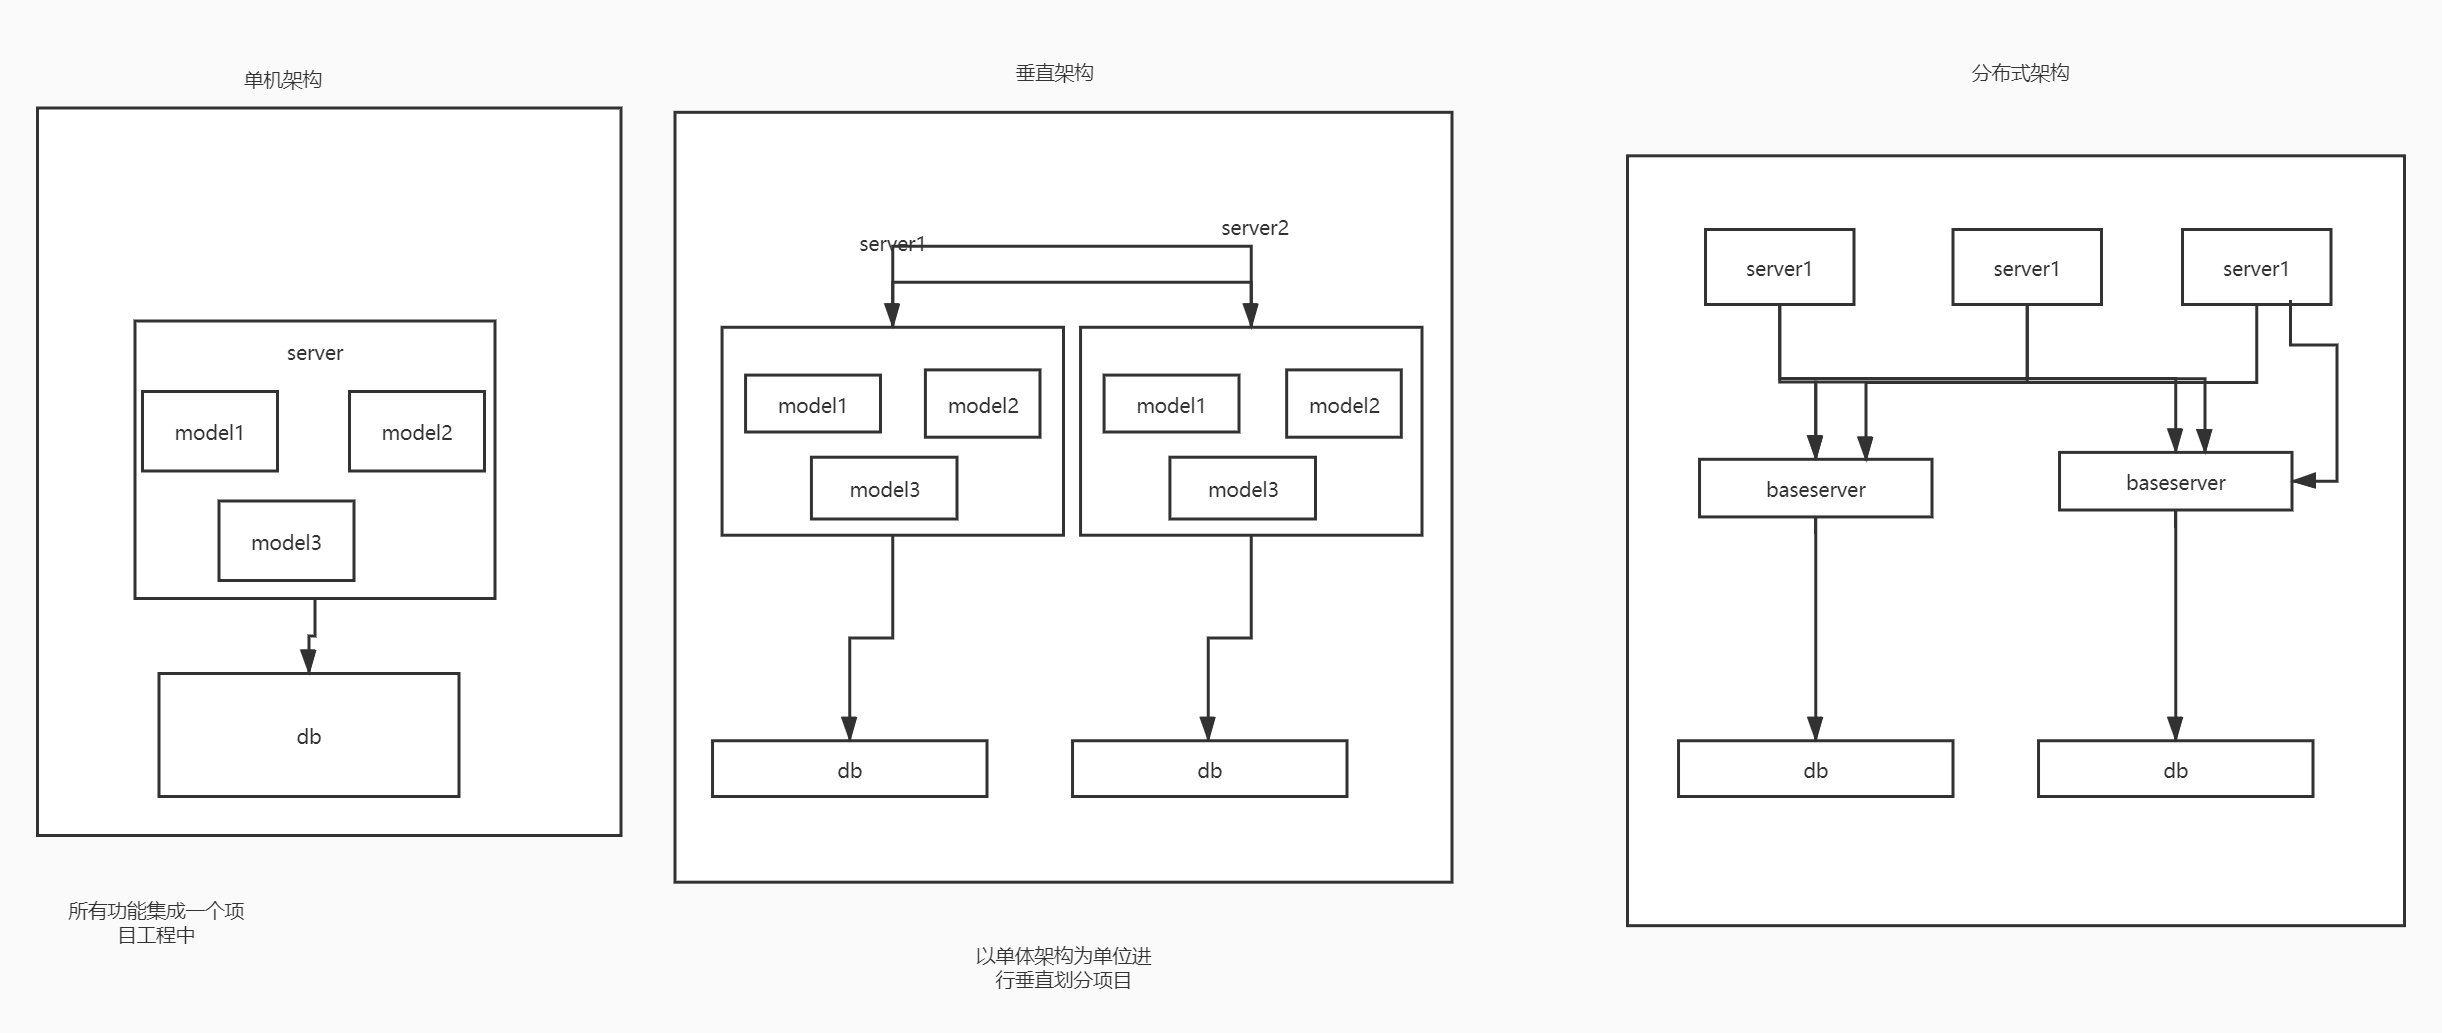 单机架构
server
model1
model2
model3
db
所有功能集成一个项
目工程中
垂直架构
server1
server2
model1
model2
model3
model1
model2
model3
db
db
以单体架构为单位进
行垂直划分项目
分布式架构
server1
server1
server1
baseserver
baseserver
db
db